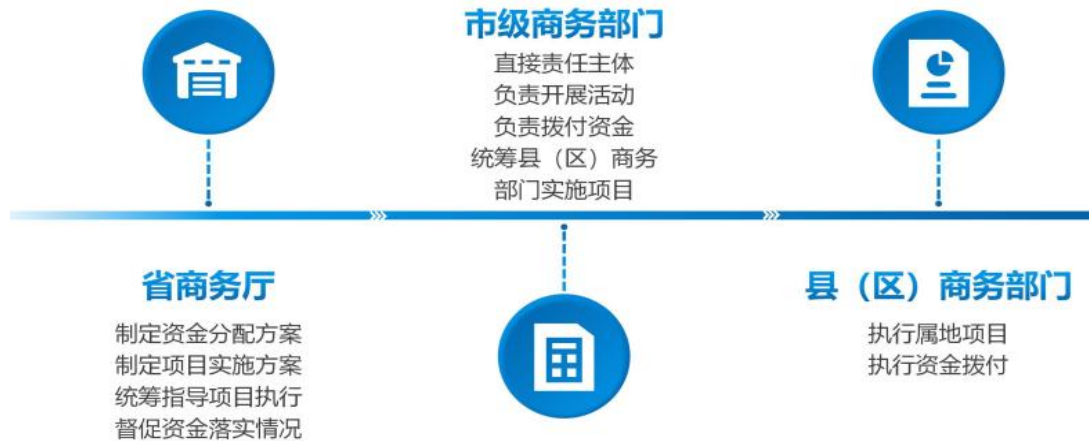 省商务厅
制定资金分配方案
制定项目实施方案
统筹指导项目执行
督促资金落实情况
市级商务部门
直接责任主体
负责开展活动
负责拨付资金
统筹县（区）商务
部门实施项目
县（区）商务部门
执行属地项目
执行资金拨付